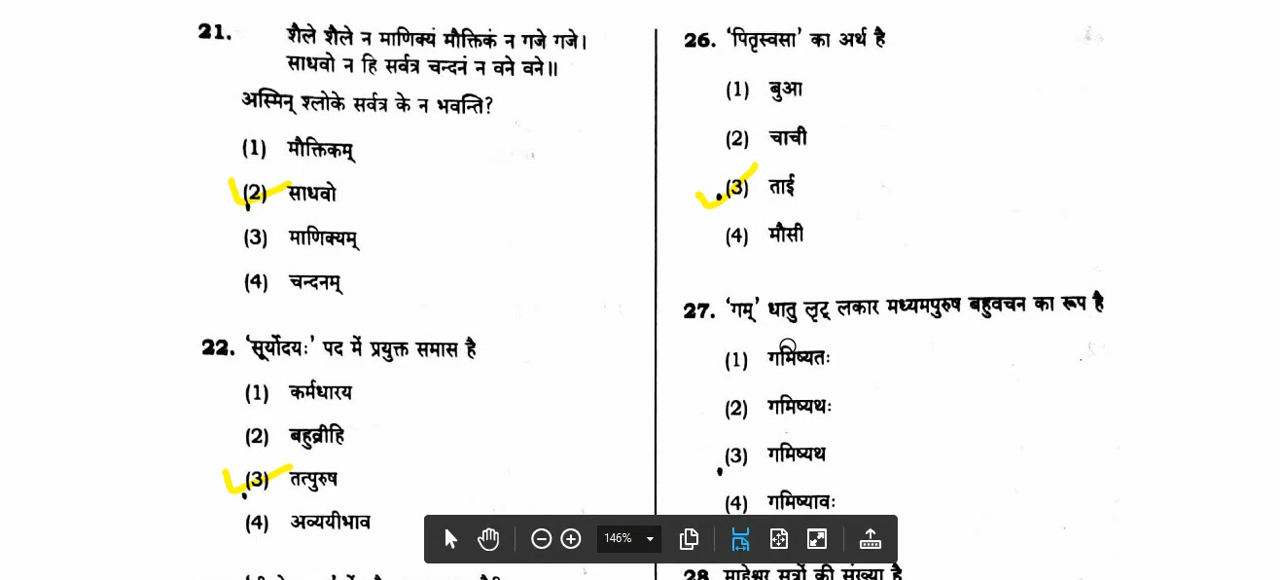 21. शैले शैले न माणिक्यं मौक्तिकं न गजे गजे।
साधवो न हि सर्वत्र चन्दनं न वने वने॥
अस्मिन् श्लोके सर्वत्र के न भवन्ति?
(1) मौक्तिकम्
(2) साधवो
(3) माणिक्यम्
(4) चन्दनम्
22. 'सूर्योदयः' पद में प्रयुक्त समास है
(1) कर्मधारय
(2) बहुव्रीहि
(3) तत्पुरुष
(4) अव्ययीभाव
26. 'पितृस्वसा' का अर्थ है
(1) बुआ
(2) चाची
(3) ताई
(4) मौसी
27. 'गम्' धातु लृट् लकार मध्यमपुरुष बहुवचन का रूप है
(1) गमिष्यतः
(2) गमिष्यथः
(3) गमिष्यथ
(4) गमिष्यावः
28. माहेश्वर सूत्रों की संख्या है
146%